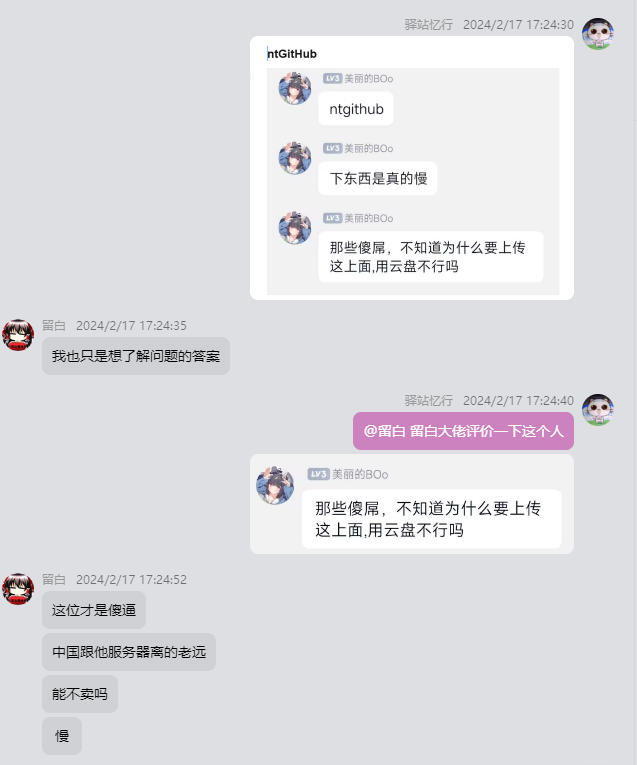 驿站忆行 2024/2/17 17:24:30
ntGitHub
LV3 美丽的BOo
ntgithub
LV3 美丽的BOo
下东西是真的慢
LV3 美丽的BOo
那些傻屌，不知道为什么要上传
这上面,用云盘不行吗
留白 2024/2/17 17:24:35
我也只是想了解问题的答案
驿站忆行 2024/2/17 17:24:40
@留白 留白大佬评价一下这个人
LV3 美丽的BOo
那些傻屌，不知道为什么要上传
这上面,用云盘不行吗
留白 2024/2/17 17:24:52
这位才是傻逼
中国跟他服务器离的老远
能不卖吗
慢